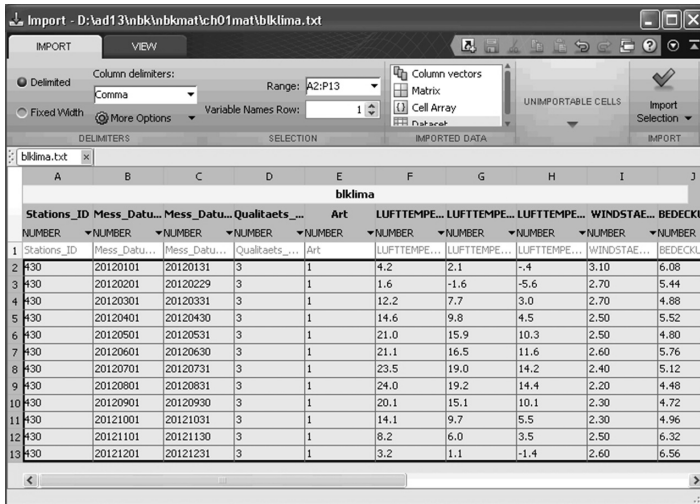 Import - D:\ad13\nbk\nbkmat\ch01mat\blklima.txt
IMPORT VIEW
Delimited
Fixed Width
Column delimiters:
Comma
More Options
DELIMITERS
Range: A2:P13
Variable Names Row: 1
SELECTION
Column vectors
Matrix
Cell Array
Dataset
IMPORTED DATA
UNIMPORTABLE CELLS
Import
Selection
IMPORT
blklima.txt
A B C D E F G H I J
blklima
Stations_ID Mess_Datu... Mess_Datu... Qualitaets_... Art LUFTTEMPE... LUFTTEMPE... LUFTTEMPE... WINDSTAE... BEDECKU
NUMBER NUMBER NUMBER NUMBER NUMBER NUMBER NUMBER NUMBER NUMBER NUMBER
1 Stations_ID Mess_Datu... Mess_Datu... Qualitaets_... Art LUFTTEMPE... LUFTTEMPE... LUFTTEMPE... WINDSTAE... BEDECKU
2 430 20120101 20120131 3 1 4.2 2.1 -.4 3.10 6.08
3 430 20120201 20120229 3 1 1.6 -1.6 -5.6 2.70 5.44
4 430 20120301 20120331 3 1 12.2 7.7 3.0 2.70 4.88
5 430 20120401 20120430 3 1 14.6 9.8 4.5 2.50 5.52
6 430 20120501 20120531 3 1 21.0 15.9 10.3 2.50 4.80
7 430 20120601 20120630 3 1 21.1 16.5 11.6 2.60 5.76
8 430 20120701 20120731 3 1 23.5 19.0 14.2 2.40 5.12
9 430 20120801 20120831 3 1 24.0 19.2 14.4 2.20 4.48
10 430 20120901 20120930 3 1 20.1 15.1 10.1 2.30 4.72
11 430 20121001 20121031 3 1 14.1 9.7 5.5 2.30 4.96
12 430 20121101 20121130 3 1 8.2 6.0 3.5 2.50 6.32
13 430 20121201 20121231 3 1 3.2 1.1 -1.4 2.60 6.56